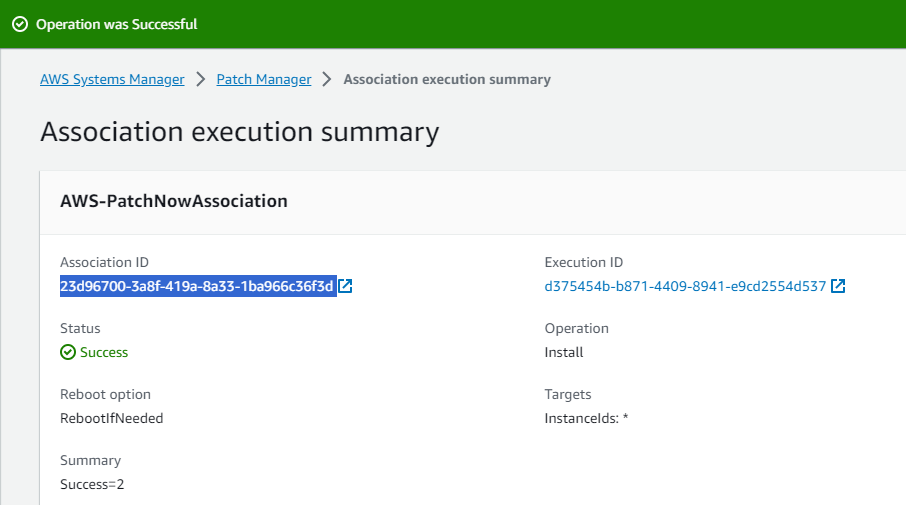 Operation was Successful
AWS Systems Manager > Patch Manager > Association execution summary
Association execution summary
AWS-PatchNowAssociation
Association ID
23d96700-3a8f-419a-8a33-1ba966c36f3d
Execution ID
d375454b-b871-4409-8941-e9cd2554d537
Status
Success
Operation
Install
Reboot option
RebootIfNeeded
Targets
InstanceIds: *
Summary
Success=2